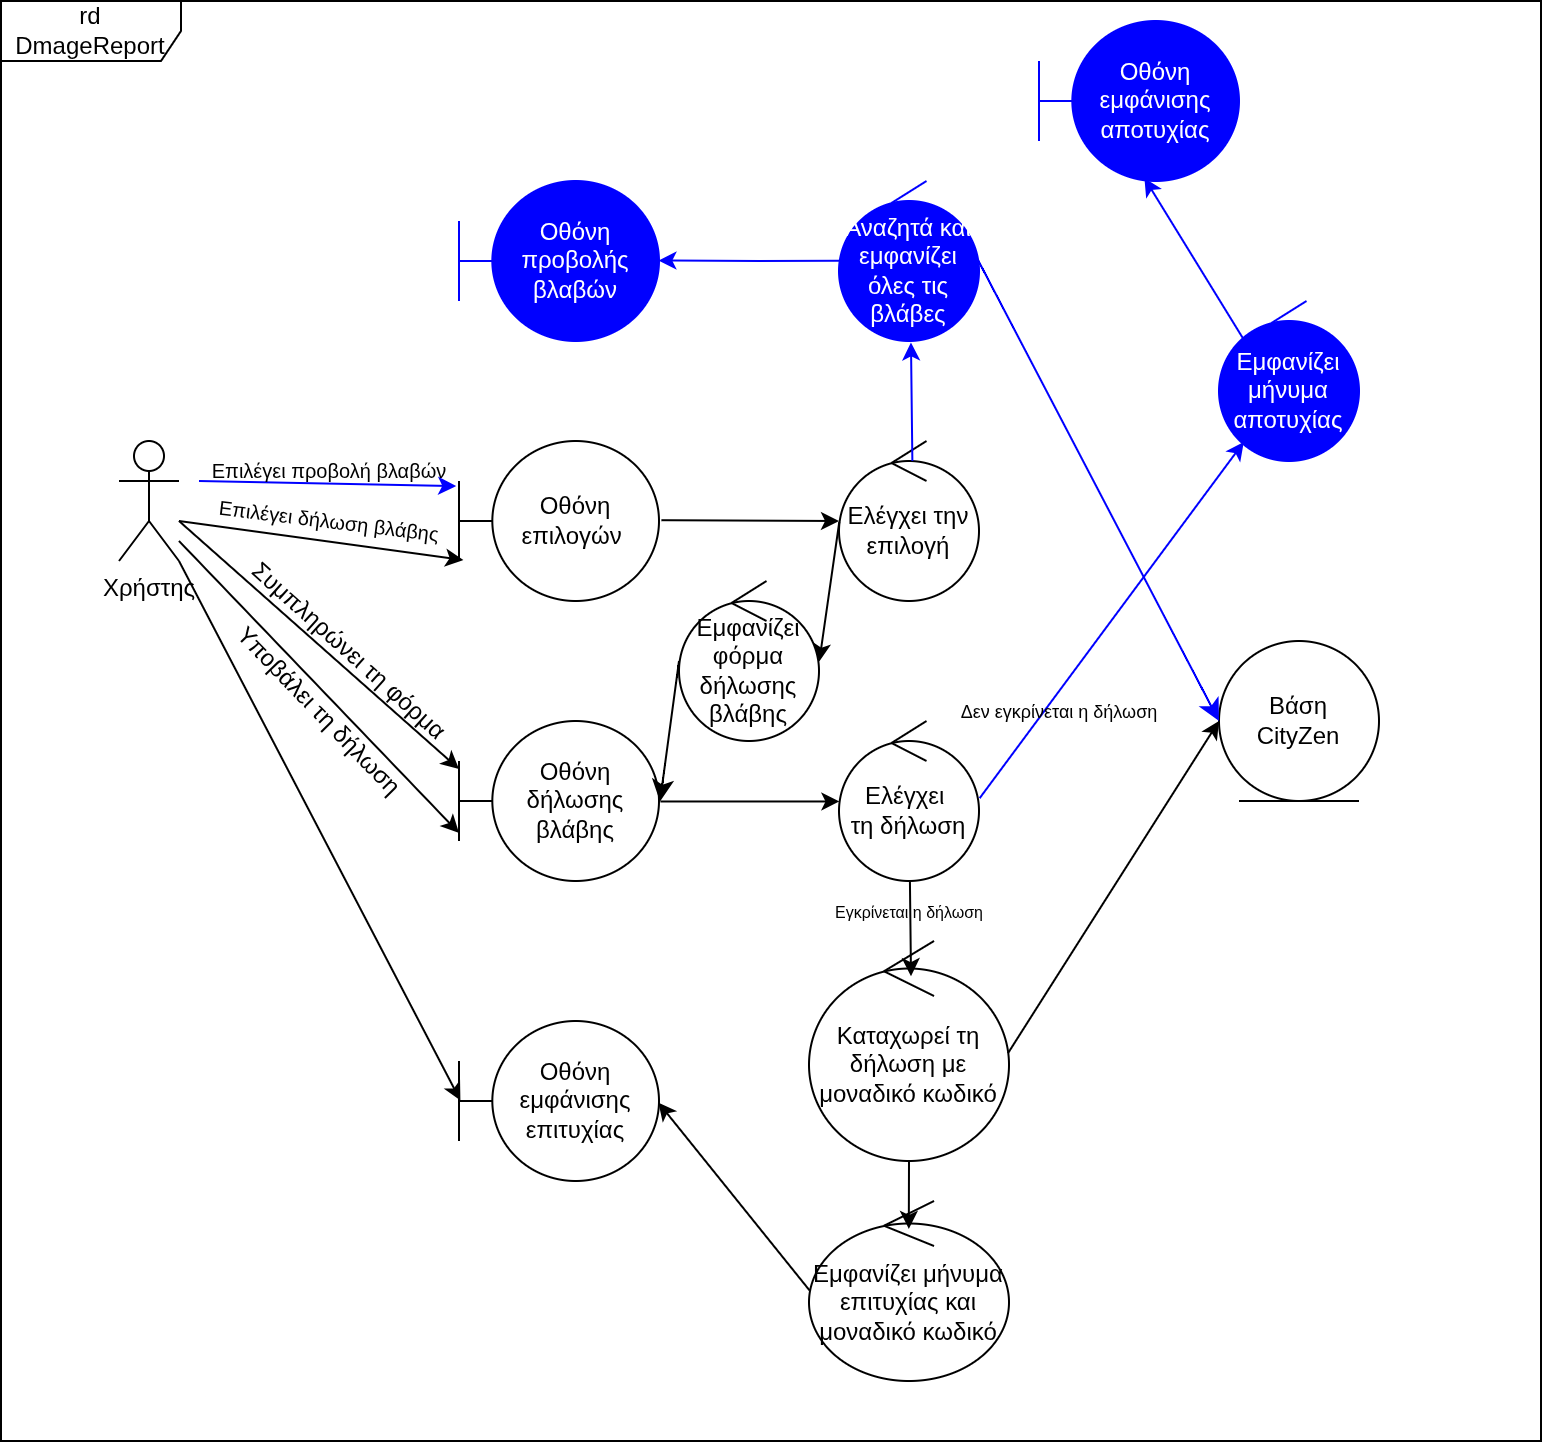 rd
DmageReport
Οθόνη
εμφάνισης
αποτυχίας
Οθόνη
προβολής
βλαβών
Αναζητά και
εμφανίζει
όλες τις
βλάβες
Εμφανίζει
μήνυμα
αποτυχίας
Επιλέγει προβολή βλαβών
Επιλέγει δήλωση βλάβης
Οθόνη
επιλογών
Ελέγχει την
επιλογή
Χρήστης
Συμπληρώνει τη φόρμα
Υποβάλει τη δήλωση
Εμφανίζει
φόρμα
δήλωσης
βλάβης
Δεν εγκρίνεται η δήλωση
Βάση
CityZen
Οθόνη
δήλωσης
βλάβης
Ελέγχει
τη δήλωση
Εγκρίνεται η δήλωση
Καταχωρεί τη
δήλωση με
μοναδικό κωδικό
Οθόνη
εμφάνισης
επιτυχίας
Εμφανίζει μήνυμα
επιτυχίας και
μοναδικό κωδικό